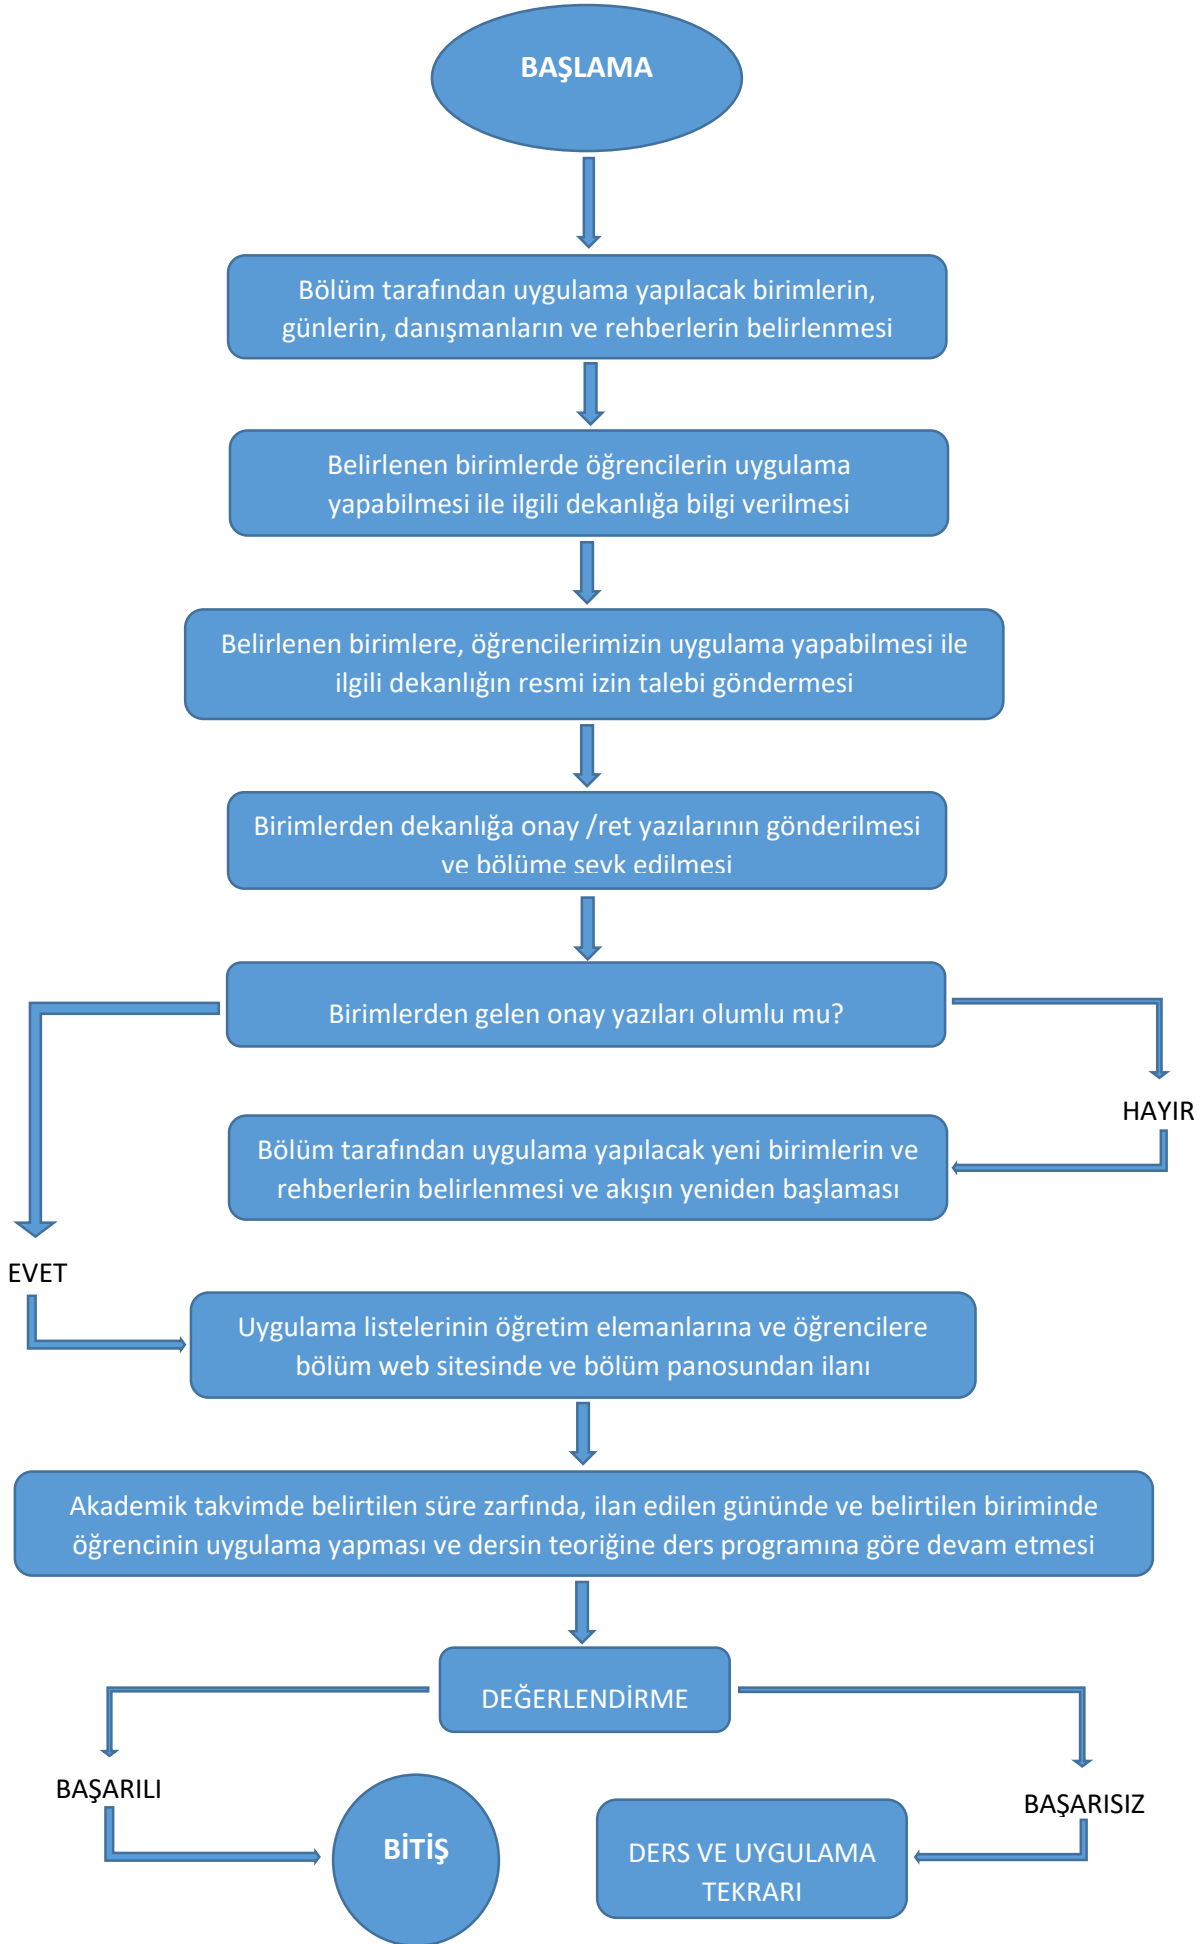 BAŞLAMA
Bölüm tarafından uygulama yapılacak birimlerin,
günlerin, danışmanların ve rehberlerin belirlenmesi
Belirlenen birimlerde öğrencilerin uygulama
yapabilmesi ile ilgili dekanlığa bilgi verilmesi
Belirlenen birimlere, öğrencilerimizin uygulama yapabilmesi ile
ilgili dekanlığın resmi izin talebi göndermesi
Birimlerden dekanlığa onay /ret yazılarının gönderilmesi
ve bölüme sevk edilmesi
Birimlerden gelen onay yazıları olumlu mu?
HAYIR
Bölüm tarafından uygulama yapılacak yeni birimlerin ve
rehberlerin belirlenmesi ve akışın yeniden başlaması
EVET
Uygulama listelerinin öğretim elemanlarına ve öğrencilere
bölüm web sitesinde ve bölüm panosundan ilanı
Akademik takvimde belirtilen süre zarfında, ilan edilen gününde ve belirtilen biriminde
öğrencinin uygulama yapması ve dersin teoriğine ders programına göre devam etmesi
DEĞERLENDİRME
BAŞARILI
BAŞARISIZ
BİTİŞ
DERS VE UYGULAMA
TEKRARI